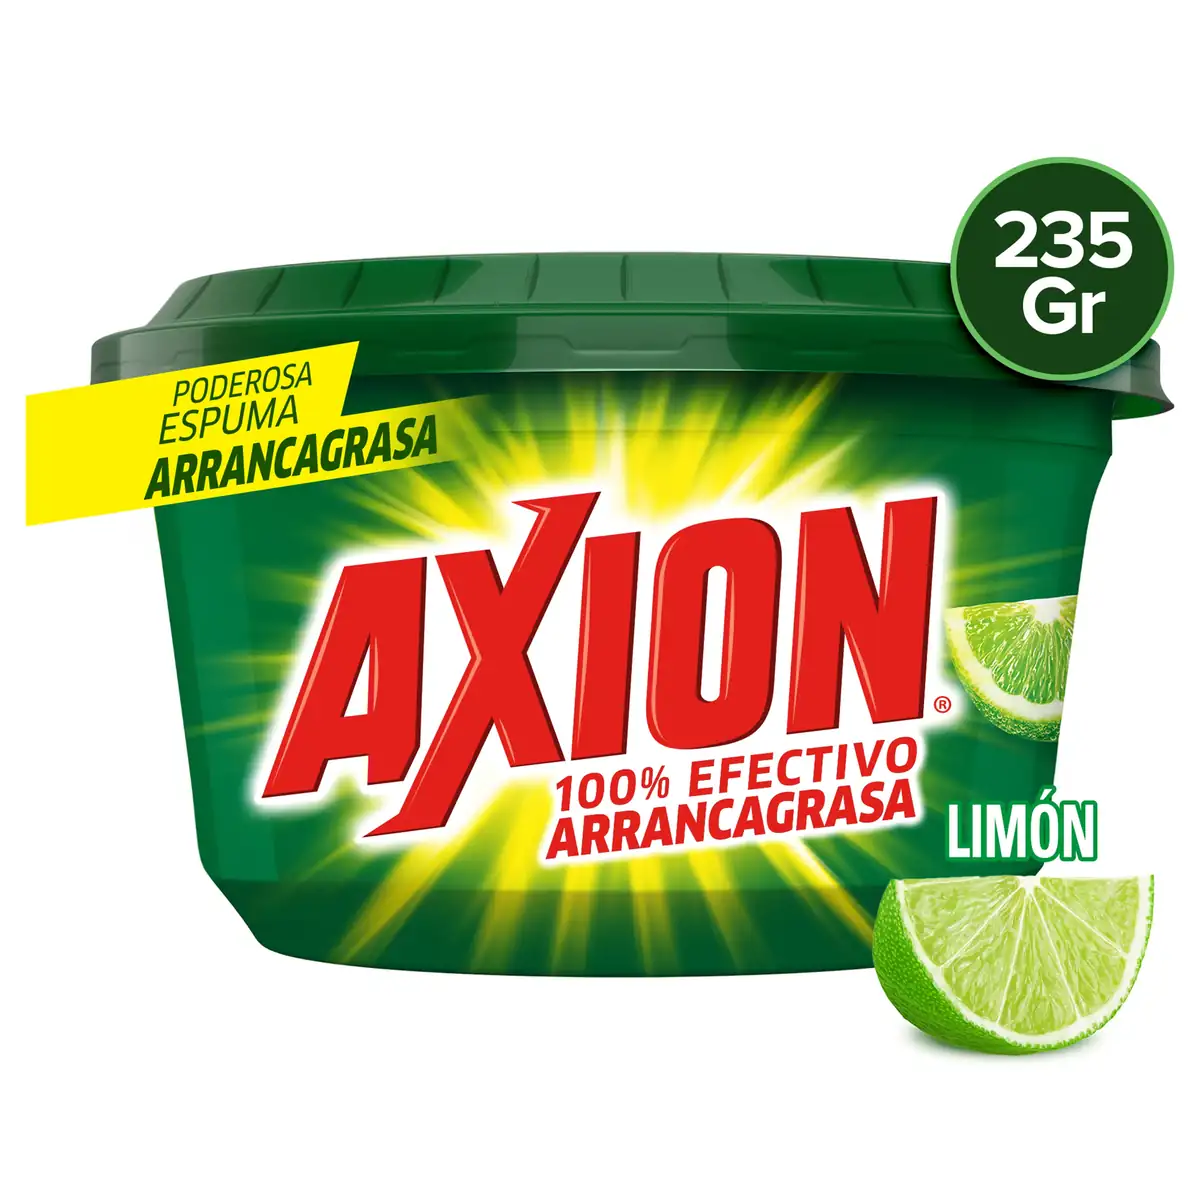 235
Gr
PODEROSA
ESPUMA
ARRANCAGRASA
AXION®
100% EFECTIVO
ARRANCAGRASA
LIMÓN